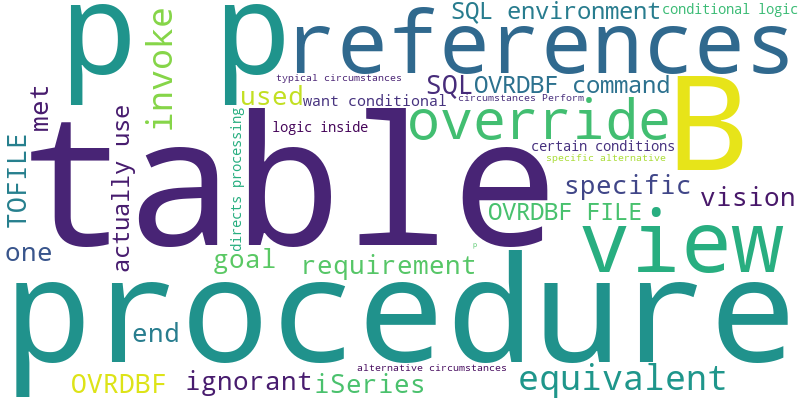 p p references
SQL environment
conditional logic
invoke
met
typical circumstances
used
want conditional
SQL
OVRDBF command
circumstances Perform
B
override
logic inside
table
actually use
directs processing
TOFILE
certain conditions
specific alternative
specific
vision
OVRDBF FILE
view
one
goal
requirement
p
procedure
end
OVRDBF
ignorant
iSeries
alternative circumstances
equivalent